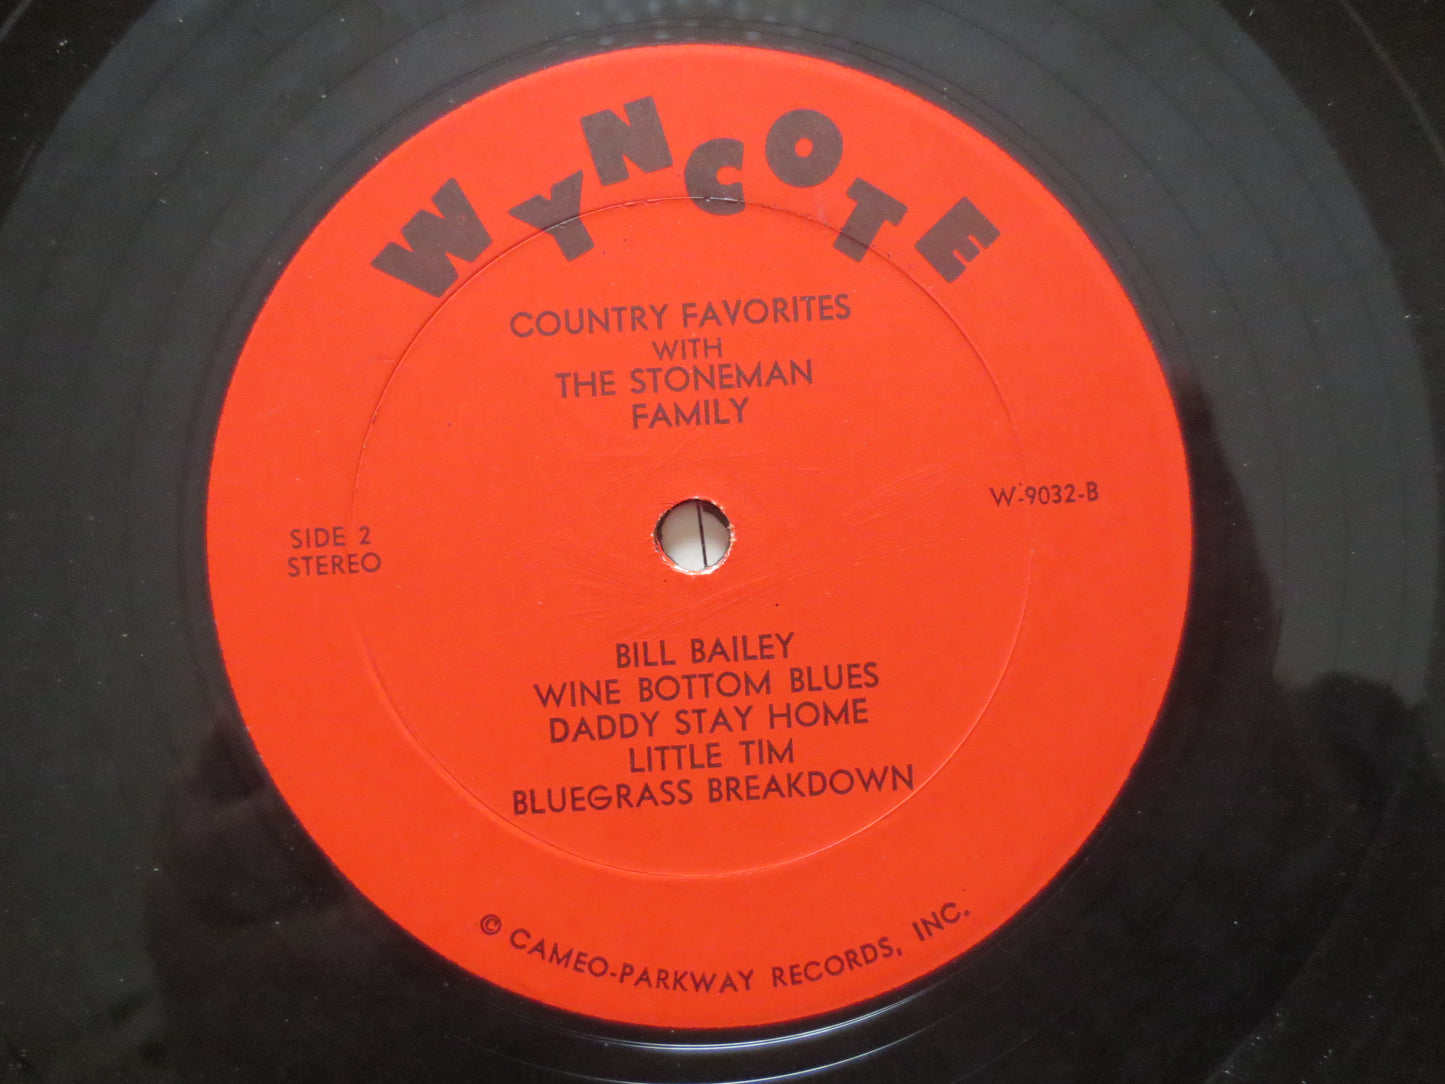 WYNCOTE
COUNTRY FAVORITES
WITH
THE STONEMAN
FAMILY
W-9032-B
SIDE 2
STEREO
BILL BAILEY
WINE BOTTOM BLUES
DADDY STAY HOME
LITTLE TIM
BLUEGRASS BREAKDOWN
© CAMEO-PARKWAY RECORDS, INC.